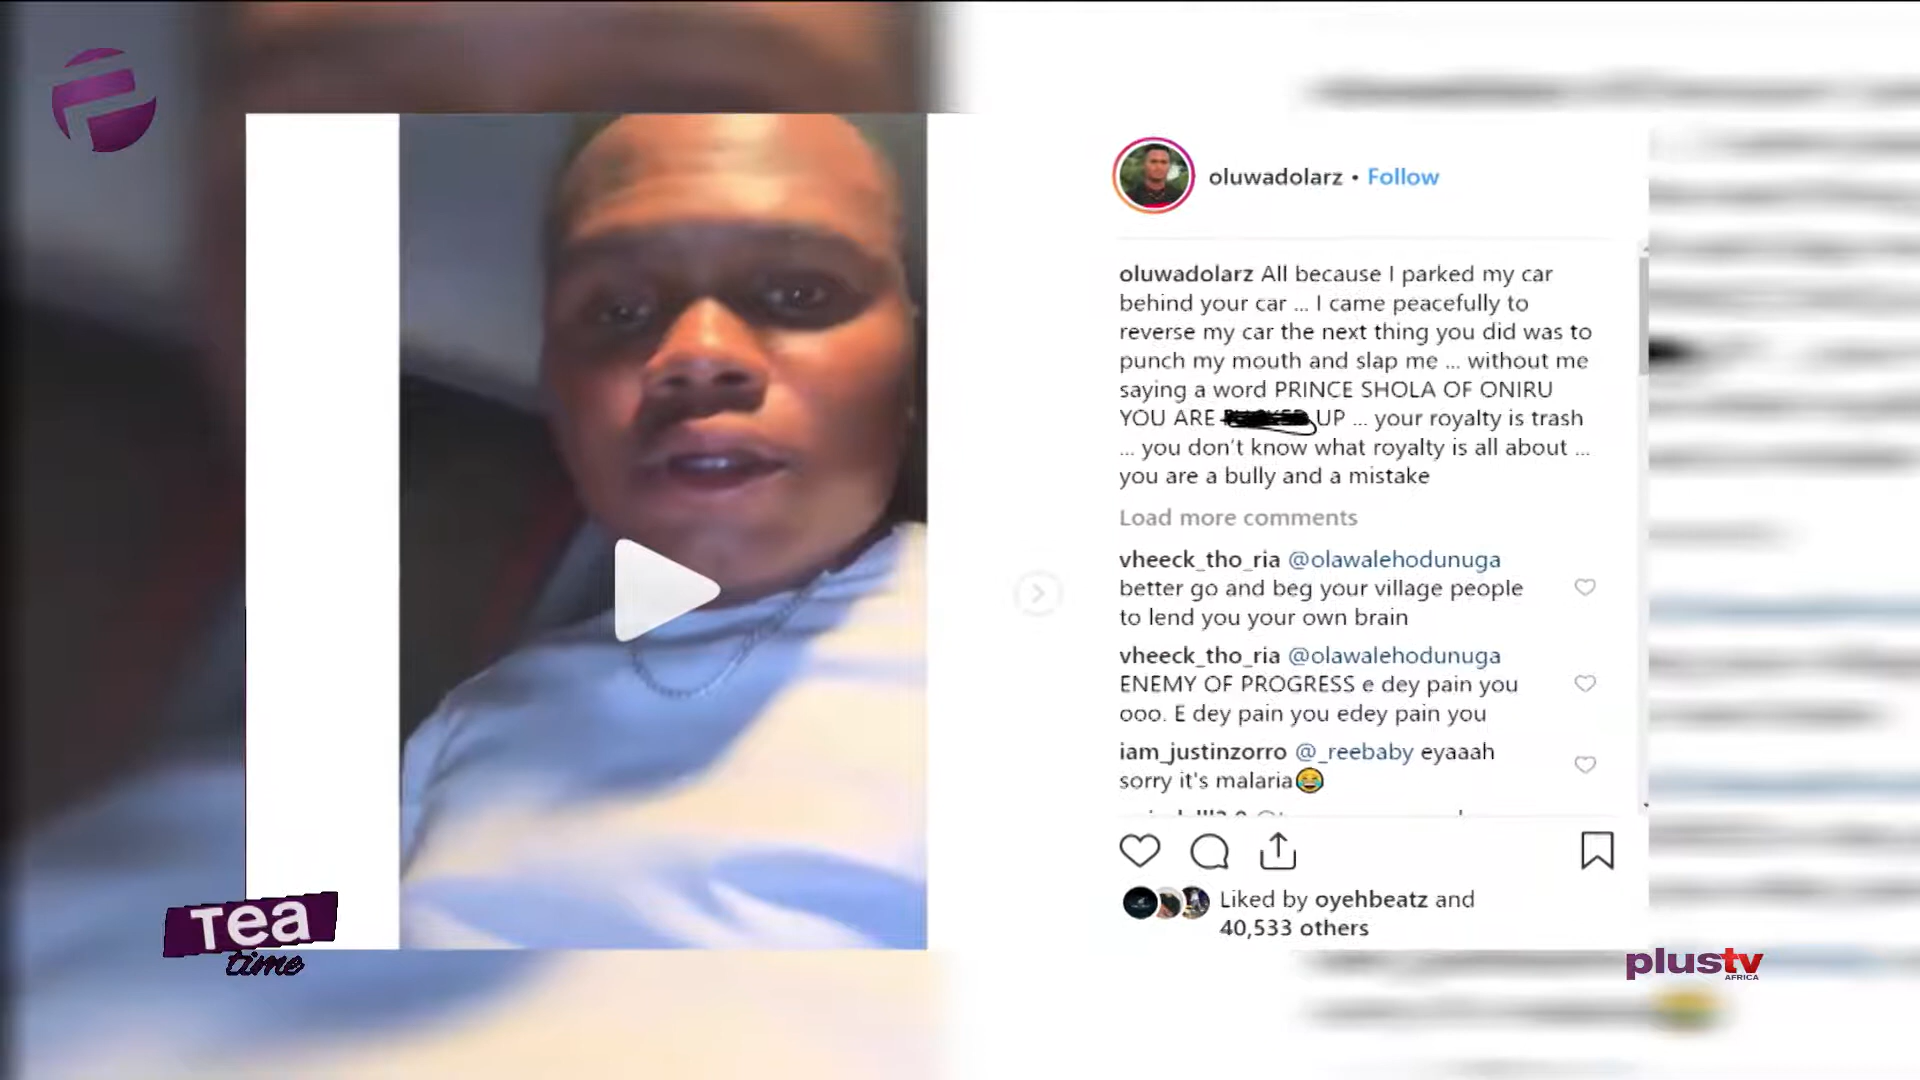 oluwadolarz • Follow
oluwadolarz All because I parked my car
behind your car ... I came peacefully to
reverse my car the next thing you did was to
punch my mouth and slap me ... without me
saying a word PRINCE SHOLA OF ONIRU
YOU ARE UP ... your royalty is trash
... you don't know what royalty is all about ...
you are a bully and a mistake
Load more comments
vheeck_tho_ria @olawalehodunuga
better go and beg your village people
to lend you your own brain
vheeck_tho_ria @olawalehodunuga
ENEMY OF PROGRESS e dey pain you
ooo. E dey pain you edey pain you
iam_justinzorro @_reebaby eyaaah
sorry it's malaria😂
Liked by oyehbeatz and
40,533 others
Tea
time
plustv
AFRICA